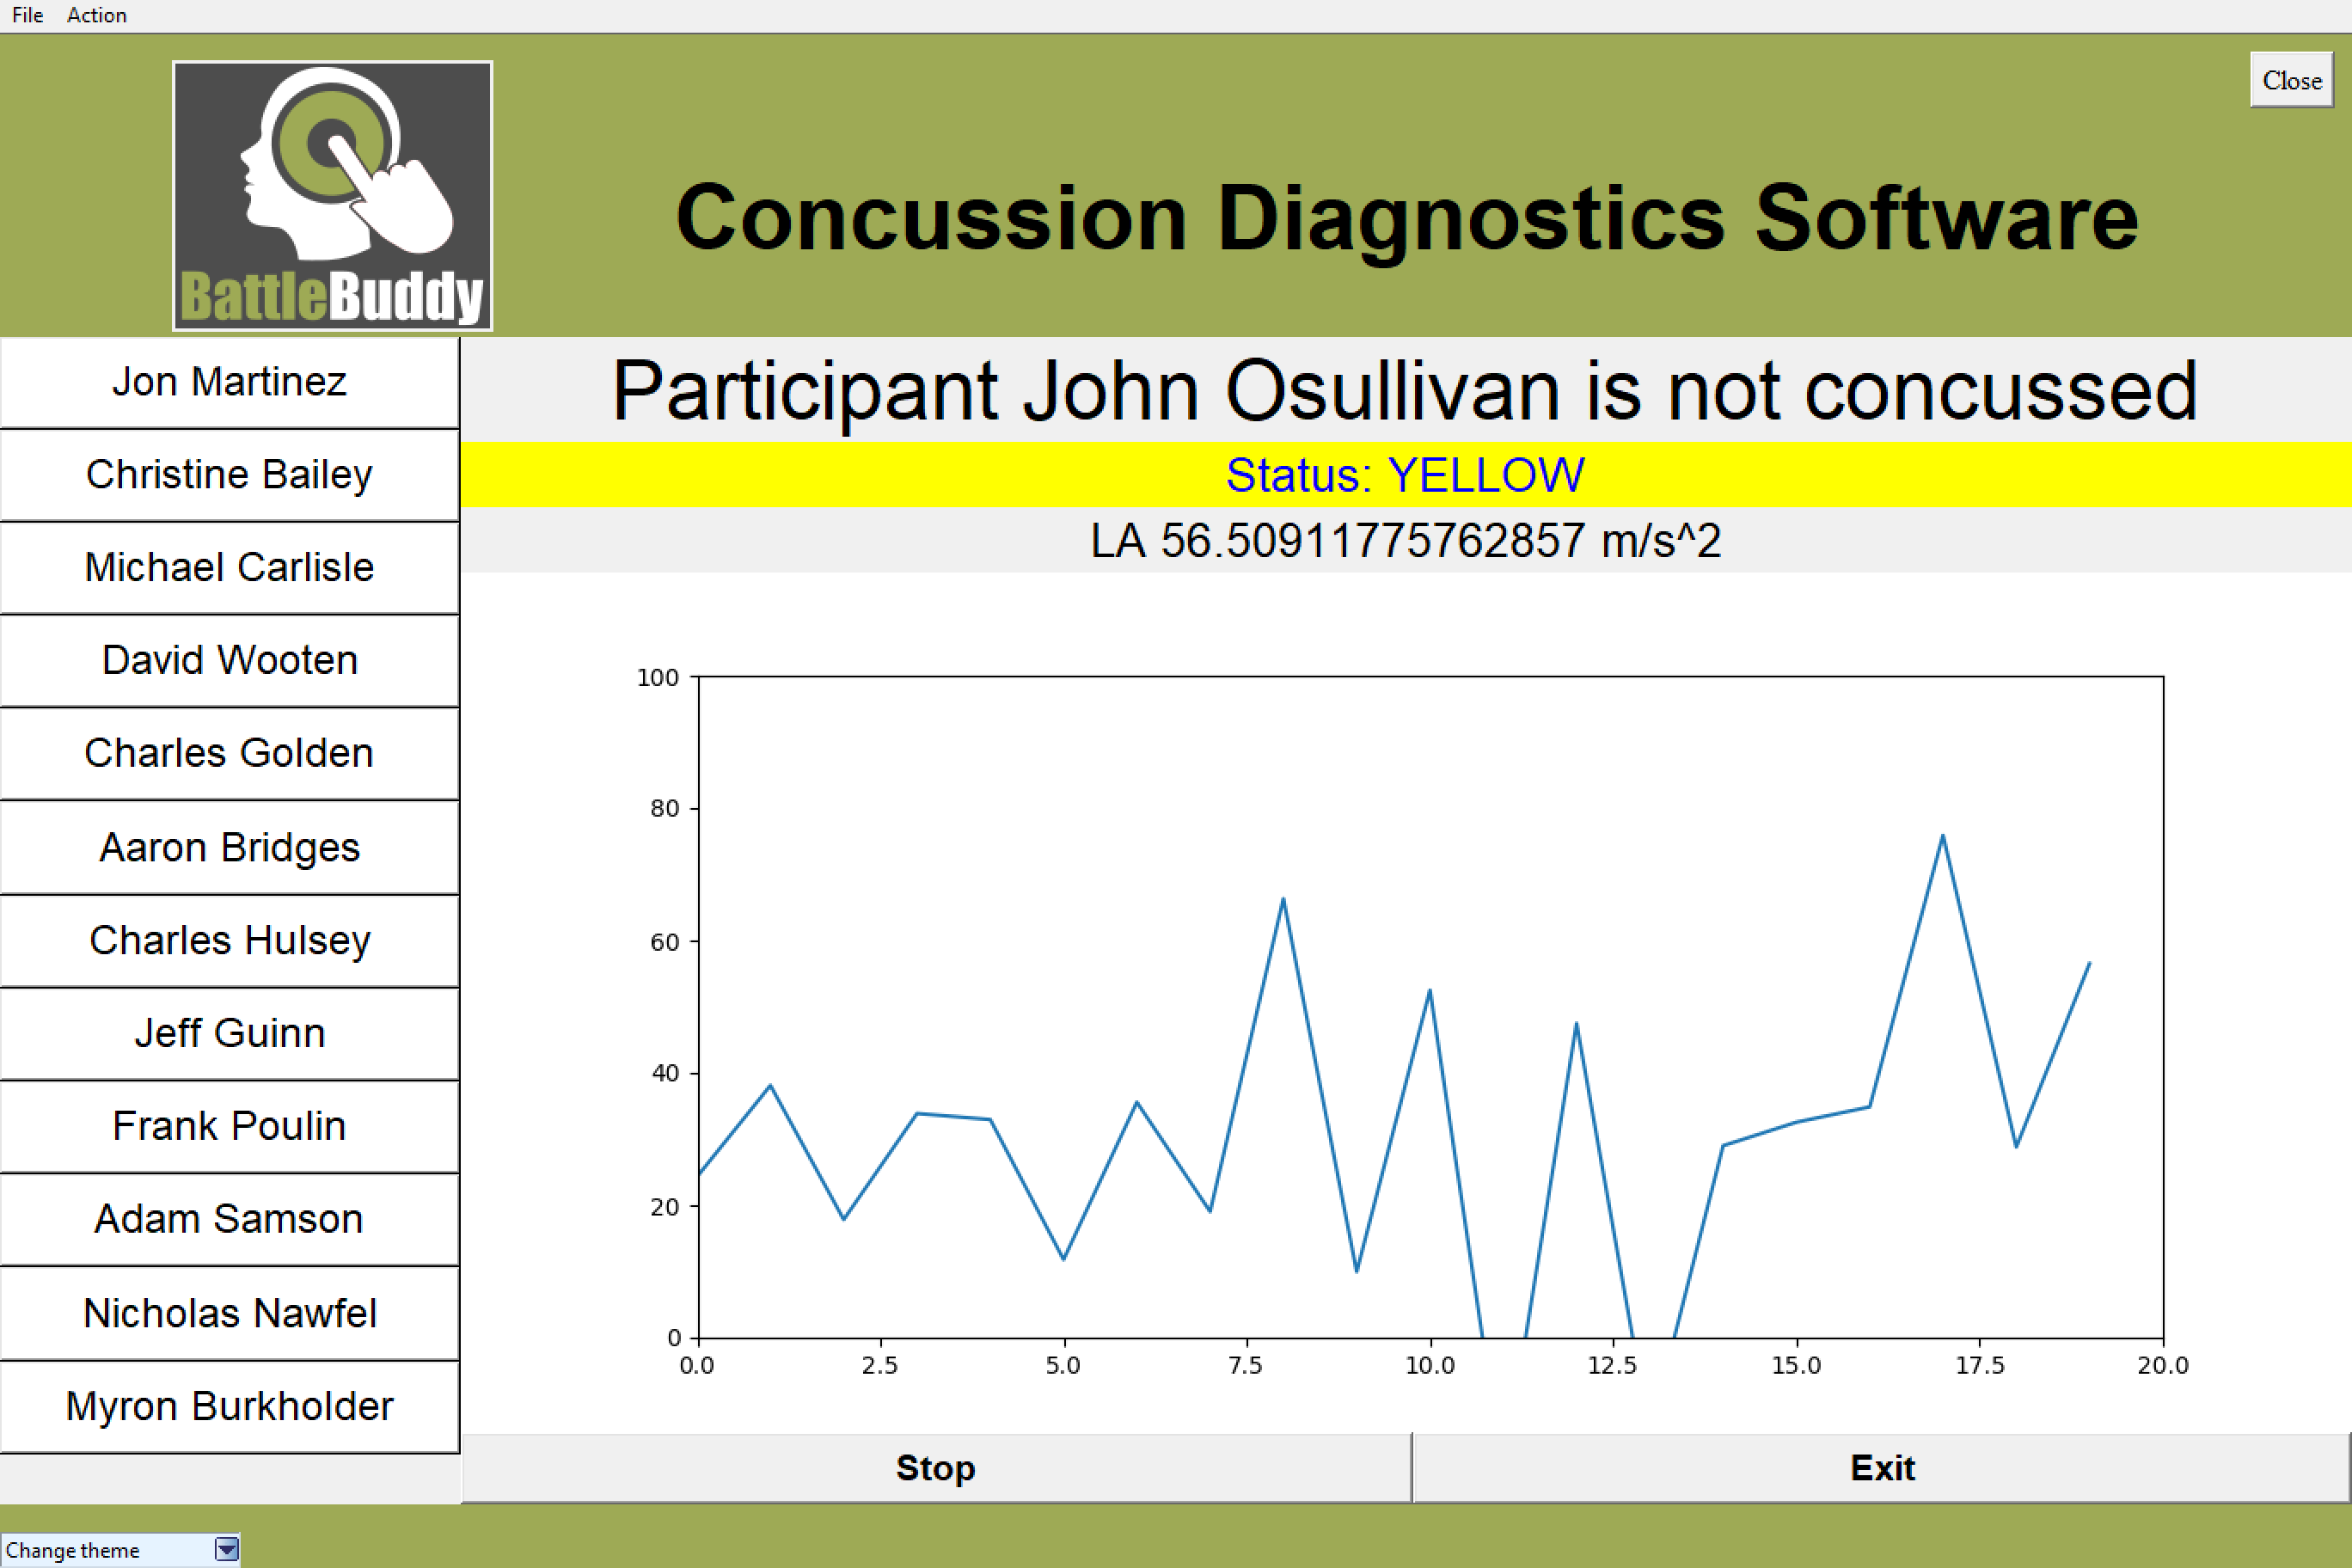 File Action
Close
BattleBuddy
Concussion Diagnostics Software
Jon Martinez
Christine Bailey
Michael Carlisle
David Wooten
Charles Golden
Aaron Bridges
Charles Hulsey
Jeff Guinn
Frank Poulin
Adam Samson
Nicholas Nawfel
Myron Burkholder
Participant John Osullivan is not concussed
Status: YELLOW
LA 56.50911775762857 m/s^2
100
80
60
40
20
0
0.0 2.5 5.0 7.5 10.0 12.5 15.0 17.5 20.0
Stop Exit
Change theme